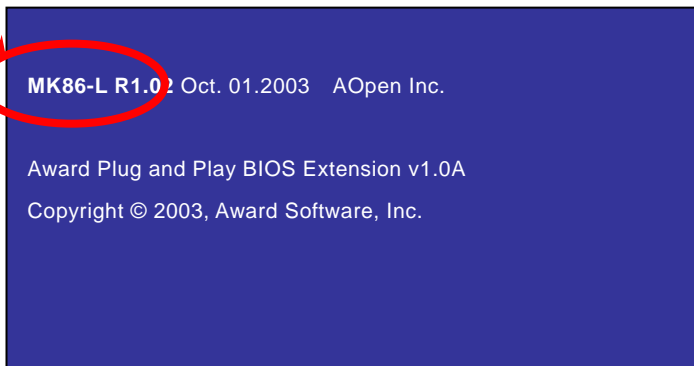 MK86-L R1.02 Oct. 01.2003 AOpen Inc.
Award Plug and Play BIOS Extension v1.0A
Copyright © 2003, Award Software, Inc.